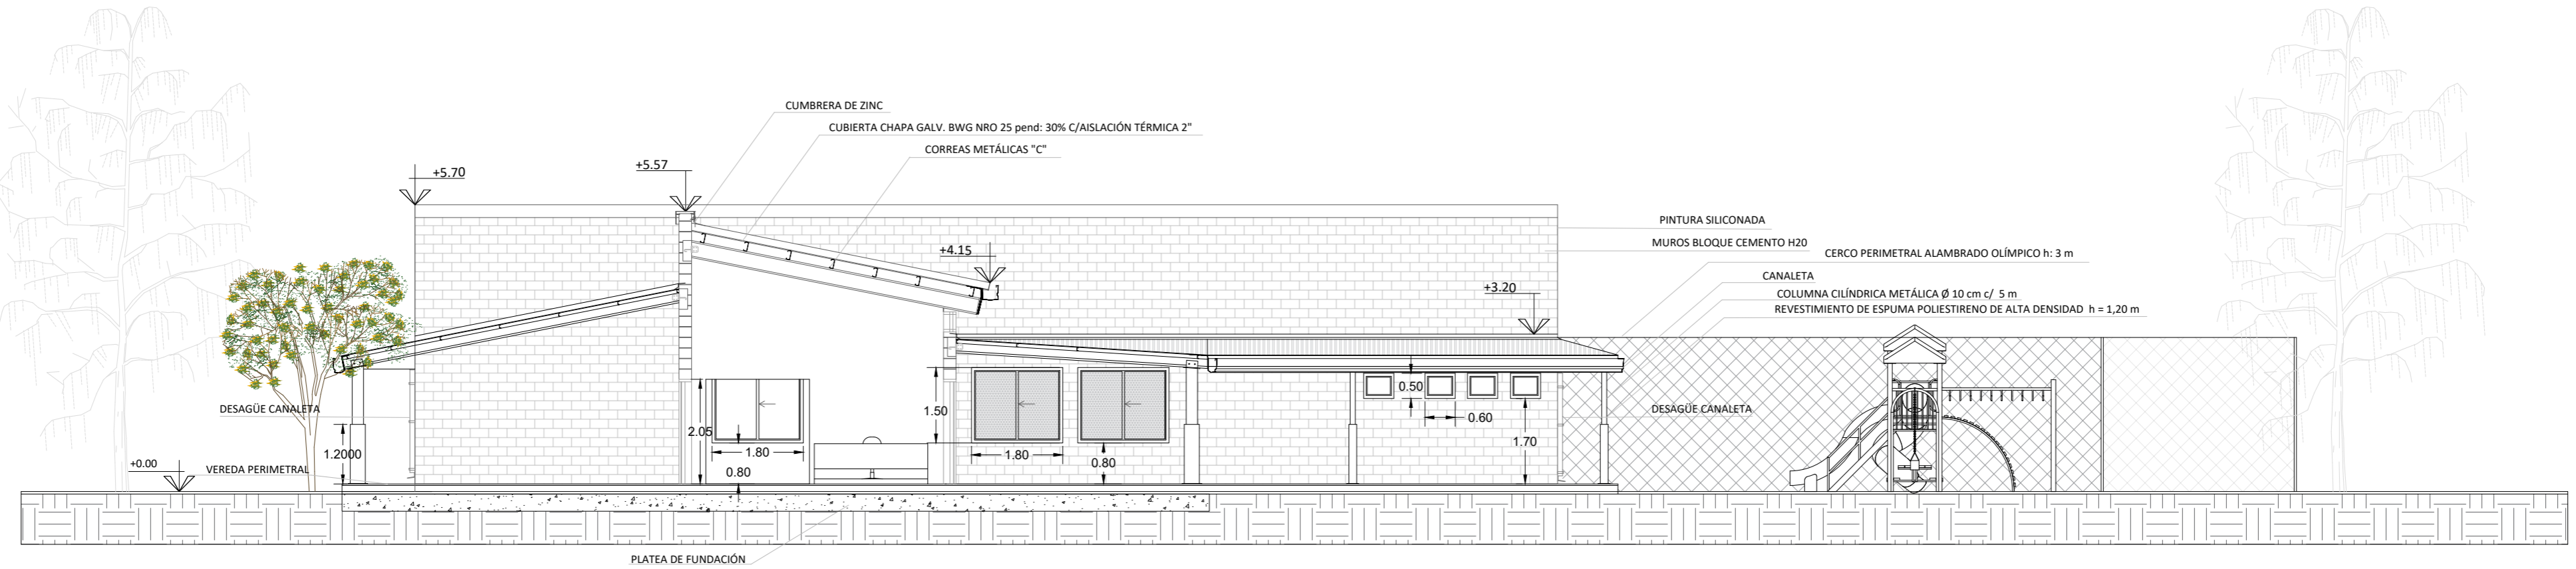 CUMBRERA DE ZINC
CUBIERTA CHAPA GALV. BWG NRO 25 pend: 30% C/AISLACIÓN TÉRMICA 2"
CORREAS METÁLICAS "C"
+5.70
+5.57
+4.15
+3.20
PINTURA SILICONADA
MUROS BLOQUE CEMENTO H20
CERCO PERIMETRAL ALAMBRADO OLÍMPICO h: 3 m
CANALETA
COLUMNA CILÍNDRICA METÁLICA Ø 10 cm c/ 5 m
REVESTIMIENTO DE ESPUMA POLIESTIRENO DE ALTA DENSIDAD h = 1,20 m
DESAGÜE CANALETA
1.2000
+0.00
VEREDA PERIMETRAL
2.05
1.80
0.80
1.50
1.80
0.80
0.50
0.60
1.70
DESAGÜE CANALETA
PLATEA DE FUNDACIÓN